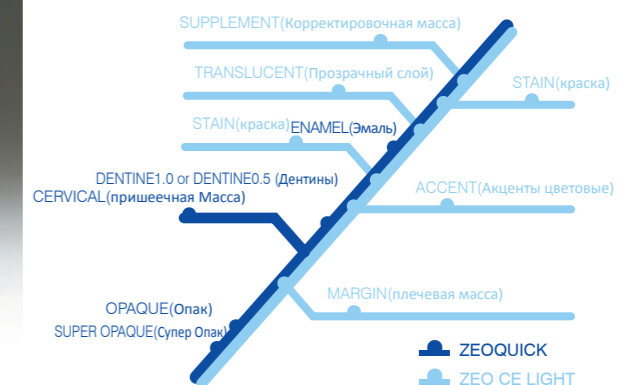 SUPPLEMENT(Корректировочная масса)
TRANSLUCENT(Прозрачный слой)
STAIN(краска)
STAIN(краска)
ENAMEL(Эмаль)
DENTINE1.0 or DENTINE0.5 (Дентины)
CERVICAL(пришеечная Масса)
ACCENT(Акценты цветовые)
MARGIN(плечевая масса)
OPAQUE(Опак)
SUPER OPAQUE(Супер Опак)
ZEOQUICK
ZEO CE LIGHT